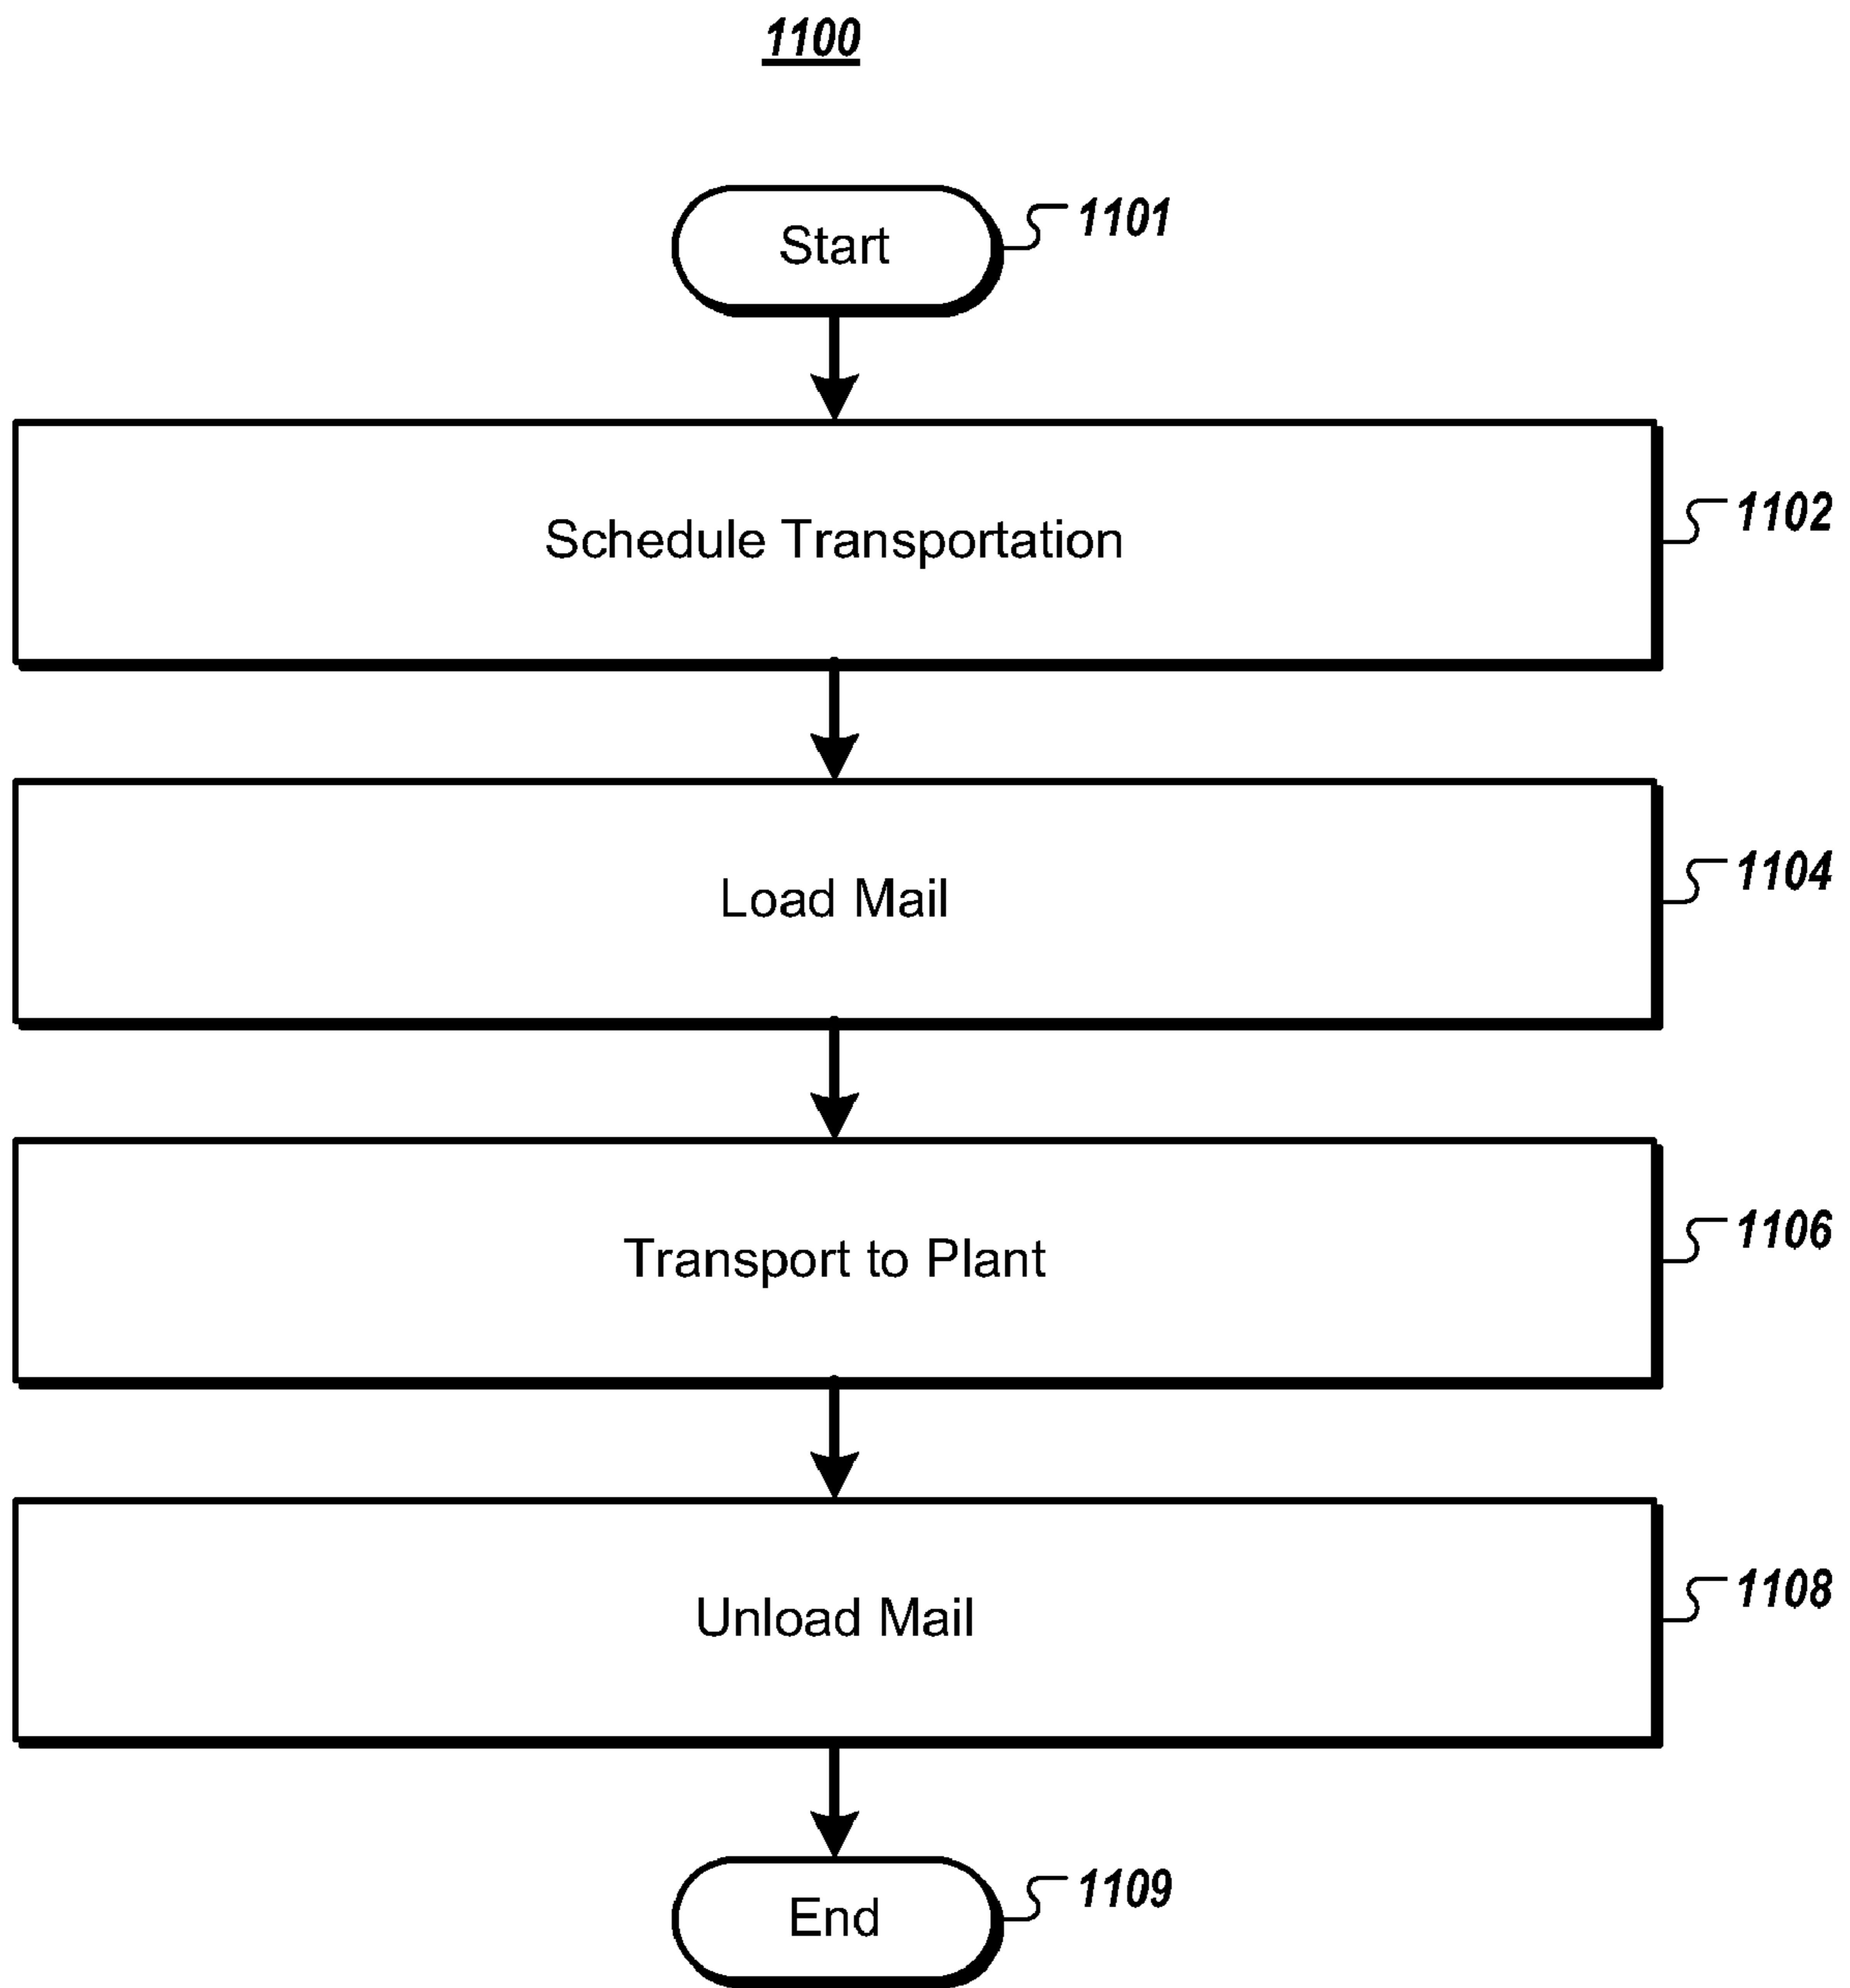 1100
Start
1101
Schedule Transportation
1102
Load Mail
1104
Transport to Plant
1106
Unload Mail
1108
End
1109